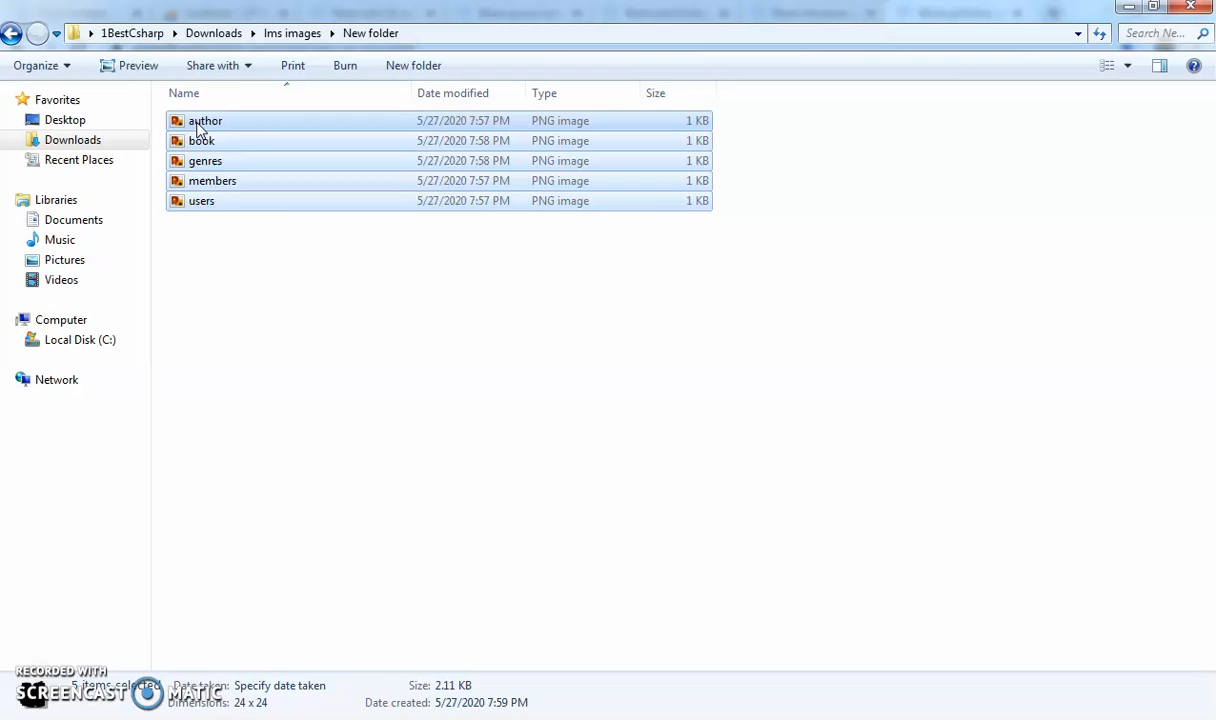 1BestCsharp Downloads lms images New folder Search Ne...
Organize Preview Share with Print Burn New folder
Name Date modified Type Size
Favorites
Desktop
Downloads
Recent Places
Libraries
Documents
Music
Pictures
Videos
Computer
Local Disk (C:)
Network
author 5/27/2020 7:57 PM PNG image 1 KB
book 5/27/2020 7:58 PM PNG image 1 KB
genres 5/27/2020 7:58 PM PNG image 1 KB
members 5/27/2020 7:57 PM PNG image 1 KB
users 5/27/2020 7:57 PM PNG image 1 KB
RECORDED WITH
SCREENCAST MATIC
5 items selected Date taken: Specify date taken Size: 2.11 KB
Dimensions: 24 x 24 Date created: 5/27/2020 7:59 PM